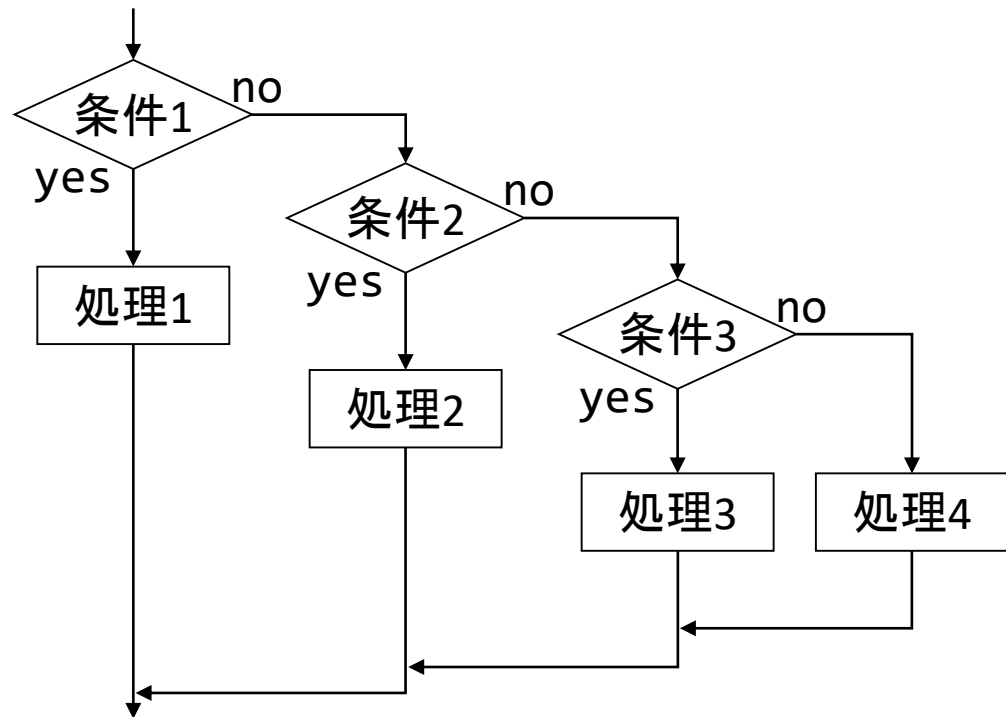 no
条件1
yes
no
条件2
yes
処理1
no
条件3
yes
処理2
処理3
処理4